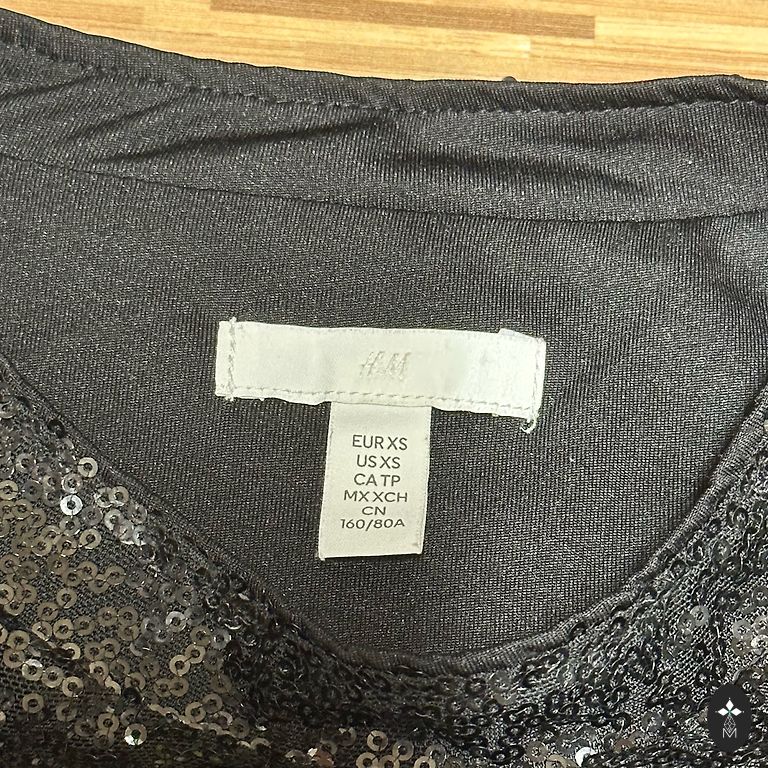 H&M
EUR XS
US XS
CA TP
MX XCH
CN
160/80A
M